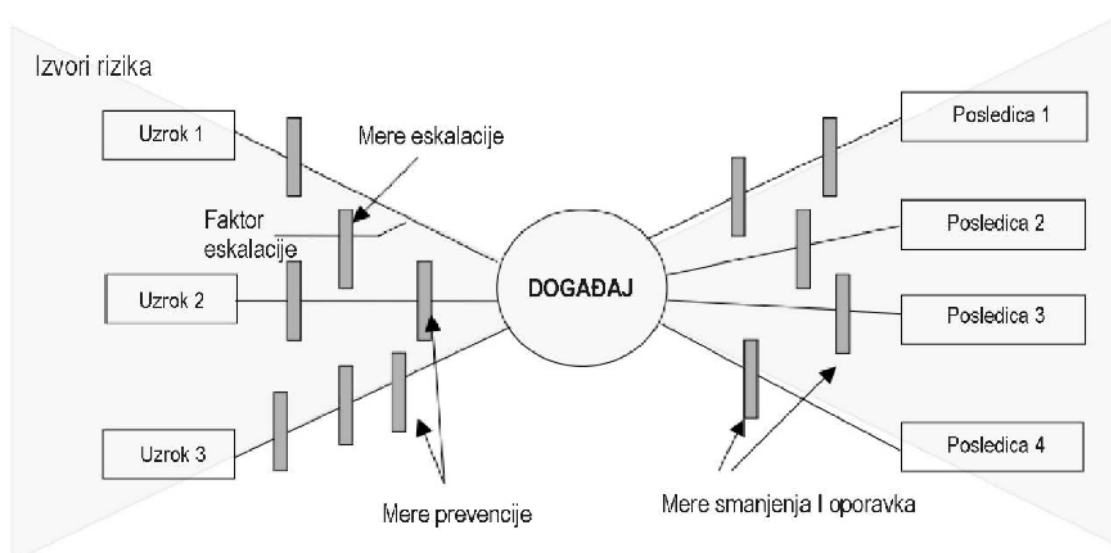 Izvori rizika
Uzrok 1
Mere eskalacije
Faktor
eskalacije
Uzrok 2
Uzrok 3
Mere prevencije
DOGAĐAJ
Posledica 1
Posledica 2
Posledica 3
Posledica 4
Mere smanjenja I oporavka